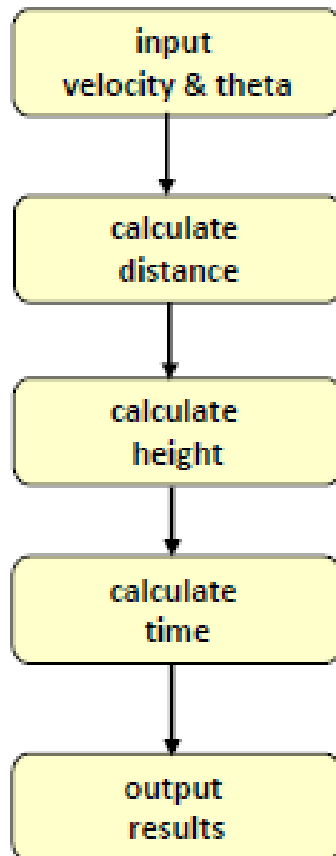 input
velocity & theta
calculate
distance
calculate
height
calculate
time
output
results